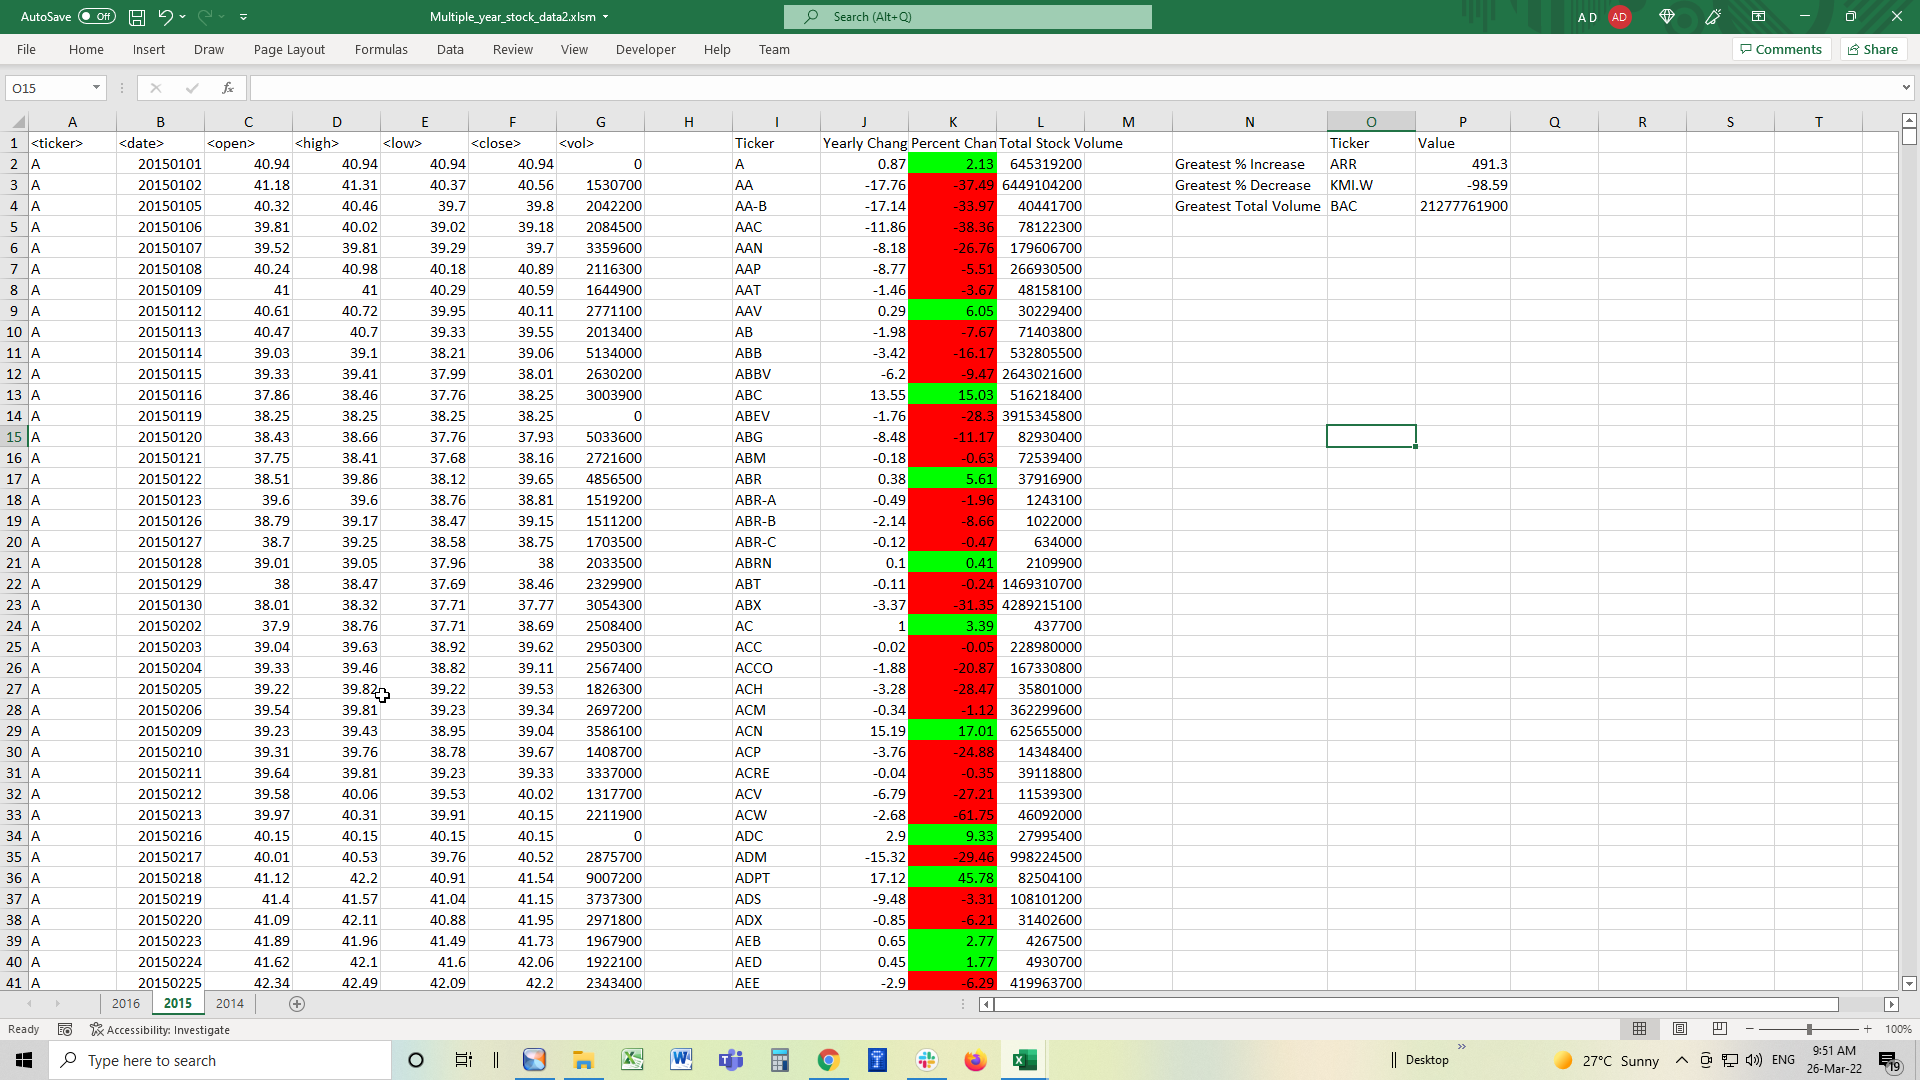 AutoSave Off Multiple_year_stock_data2.xlsm Search (Alt+Q) A D AD
File Home Insert Draw Page Layout Formulas Data Review View Developer Help Team Comments Share
O15 fx
A B C D E F G H I J K L M N O P Q R S T
1 <ticker> <date> <open> <high> <low> <close> <vol> Ticker Yearly Chang Percent Chan Total Stock Volume Ticker Value
2 A 20150101 40.94 40.94 40.94 40.94 0 A 0.87 2.13 645319200 Greatest % Increase ARR 491.3
3 A 20150102 41.18 41.31 40.37 40.56 1530700 AA -17.76 -37.49 6449104200 Greatest % Decrease KMI.W -98.59
4 A 20150105 40.32 40.46 39.7 39.8 2042200 AA-B -17.14 -33.97 40441700 Greatest Total Volume BAC 21277761900
5 A 20150106 39.81 40.02 39.02 39.18 2084500 AAC -11.86 -38.36 78122300
6 A 20150107 39.52 39.81 39.29 39.7 3359600 AAN -8.18 -26.76 179606700
7 A 20150108 40.24 40.98 40.18 40.89 2116300 AAP -8.77 -5.51 266930500
8 A 20150109 41 41 40.29 40.59 1644900 AAT -1.46 -3.67 48158100
9 A 20150112 40.61 40.72 39.95 40.11 2771100 AAV 0.29 6.05 30229400
10 A 20150113 40.47 40.7 39.33 39.55 2013400 AB -1.98 -7.67 71403800
11 A 20150114 39.03 39.1 38.21 39.06 5134000 ABB -3.42 -16.17 532805500
12 A 20150115 39.33 39.41 37.99 38.01 2630200 ABBV -6.2 -9.47 2643021600
13 A 20150116 37.86 38.46 37.76 38.25 3003900 ABC 13.55 15.03 516218400
14 A 20150119 38.25 38.25 38.25 38.25 0 ABEV -1.76 -28.3 3915345800
15 A 20150120 38.43 38.66 37.76 37.93 5033600 ABG -8.48 -11.17 82930400
16 A 20150121 37.75 38.41 37.68 38.16 2721600 ABM -0.18 -0.63 72539400
17 A 20150122 38.51 39.86 38.12 39.65 4856500 ABR 0.38 5.61 37916900
18 A 20150123 39.6 39.6 38.76 38.81 1519200 ABR-A -0.49 -1.96 1243100
19 A 20150126 38.79 39.17 38.47 39.15 1511200 ABR-B -2.14 -8.66 1022000
20 A 20150127 38.7 39.25 38.58 38.75 1703500 ABR-C -0.12 -0.47 634000
21 A 20150128 39.01 39.05 37.96 38 2033500 ABRN 0.1 0.41 2109900
22 A 20150129 38 38.47 37.69 38.46 2329900 ABT -0.11 -0.24 1469310700
23 A 20150130 38.01 38.32 37.71 37.77 3054300 ABX -3.37 -31.35 4289215100
24 A 20150202 37.9 38.76 37.71 38.69 2508400 AC 1 3.39 437700
25 A 20150203 39.04 39.63 38.92 39.62 2950300 ACC -0.02 -0.05 228980000
26 A 20150204 39.33 39.46 38.82 39.11 2567400 ACCO -1.88 -20.87 167330800
27 A 20150205 39.22 39.82 39.22 39.53 1826300 ACH -3.28 -28.47 35801000
28 A 20150206 39.54 39.81 39.23 39.34 2697200 ACM -0.34 -1.12 362299600
29 A 20150209 39.23 39.43 38.95 39.04 3586100 ACN 15.19 17.01 625655000
30 A 20150210 39.31 39.76 38.78 39.67 1408700 ACP -3.76 -24.88 14348400
31 A 20150211 39.64 39.81 39.23 39.33 3337000 ACRE -0.04 -0.35 39118800
32 A 20150212 39.58 40.06 39.53 40.02 1317700 ACV -6.79 -27.21 11539300
33 A 20150213 39.97 40.31 39.91 40.15 2211900 ACW -2.68 -61.75 46092000
34 A 20150216 40.15 40.15 40.15 40.15 0 ADC 2.9 9.33 27995400
35 A 20150217 40.01 40.53 39.76 40.52 2875700 ADM -15.32 -29.46 998224500
36 A 20150218 41.12 42.2 40.91 41.54 9007200 ADPT 17.12 45.78 82504100
37 A 20150219 41.4 41.57 41.04 41.15 3737300 ADS -9.48 -3.31 108101200
38 A 20150220 41.09 42.11 40.88 41.95 2971800 ADX -0.85 -6.21 31402600
39 A 20150223 41.89 41.96 41.49 41.73 1967900 AEB 0.65 2.77 4267500
40 A 20150224 41.62 42.1 41.6 42.06 1922100 AED 0.45 1.77 4930700
41 A 20150225 42.34 42.49 42.09 42.2 2343400 AEE -2.9 -6.29 419963700
2016 2015 2014
Ready Accessibility: Investigate 100%
Type here to search Desktop 27°C Sunny ENG 9:51 AM
26-Mar-22 19